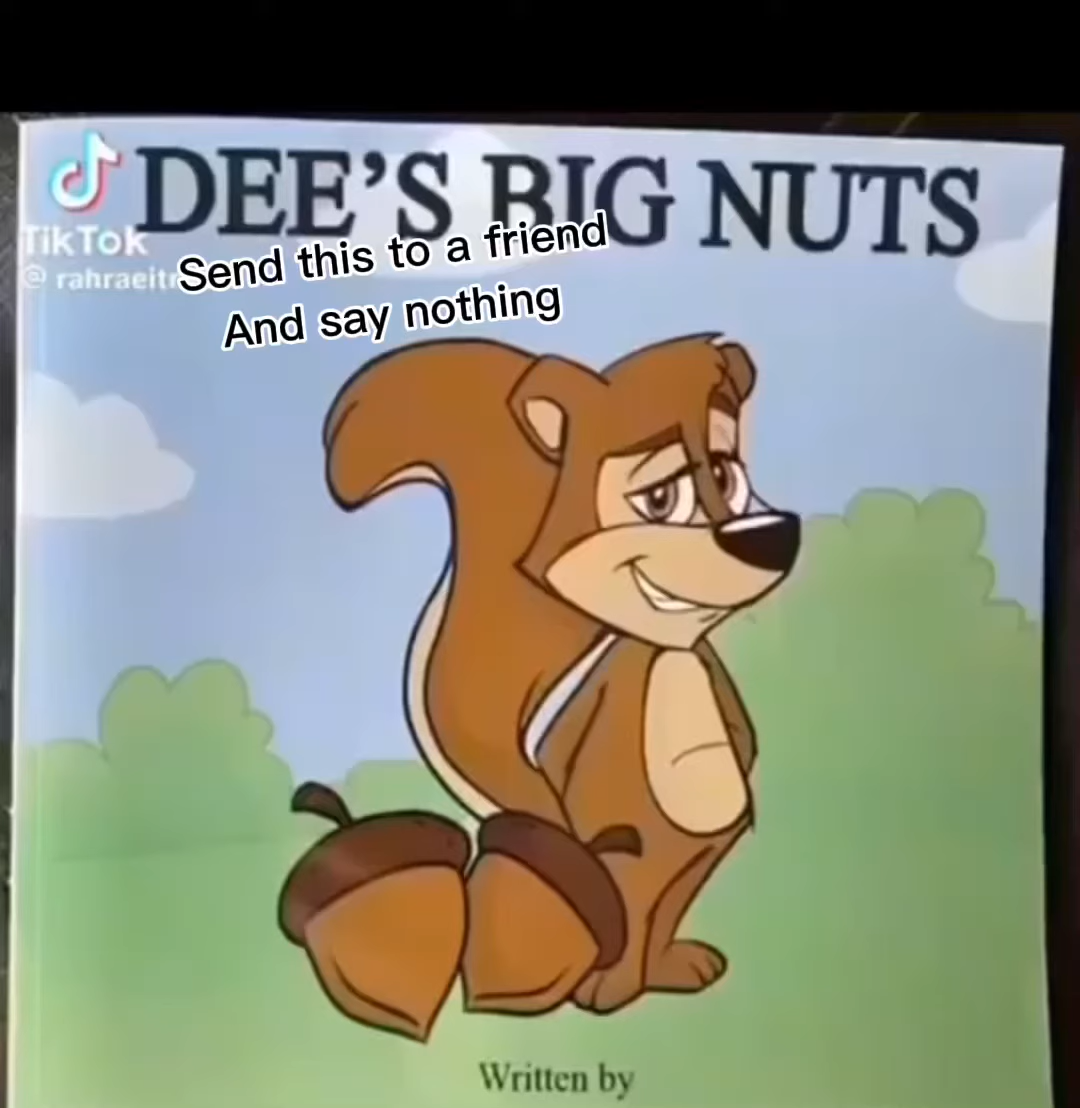 DEE'S BIG NUTS
TikTok
Send this to a friend
And say nothing
Written by